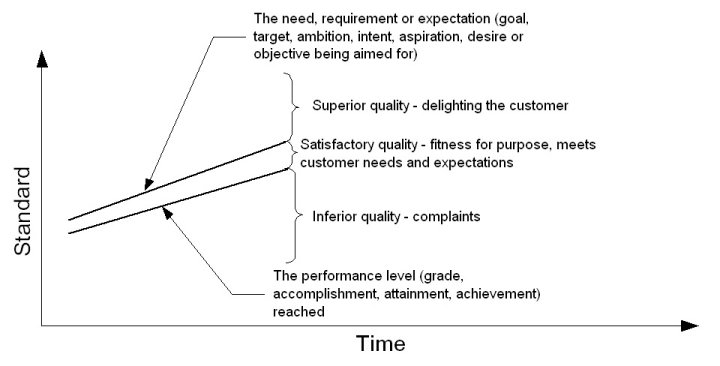 The need, requirement or expectation (goal,
target, ambition, intent, aspiration, desire or
objective being aimed for)
Superior quality - delighting the customer
Satisfactory quality - fitness for purpose, meets
customer needs and expectations
Inferior quality - complaints
Standard
The performance level (grade,
accomplishment, attainment, achievement)
reached
Time